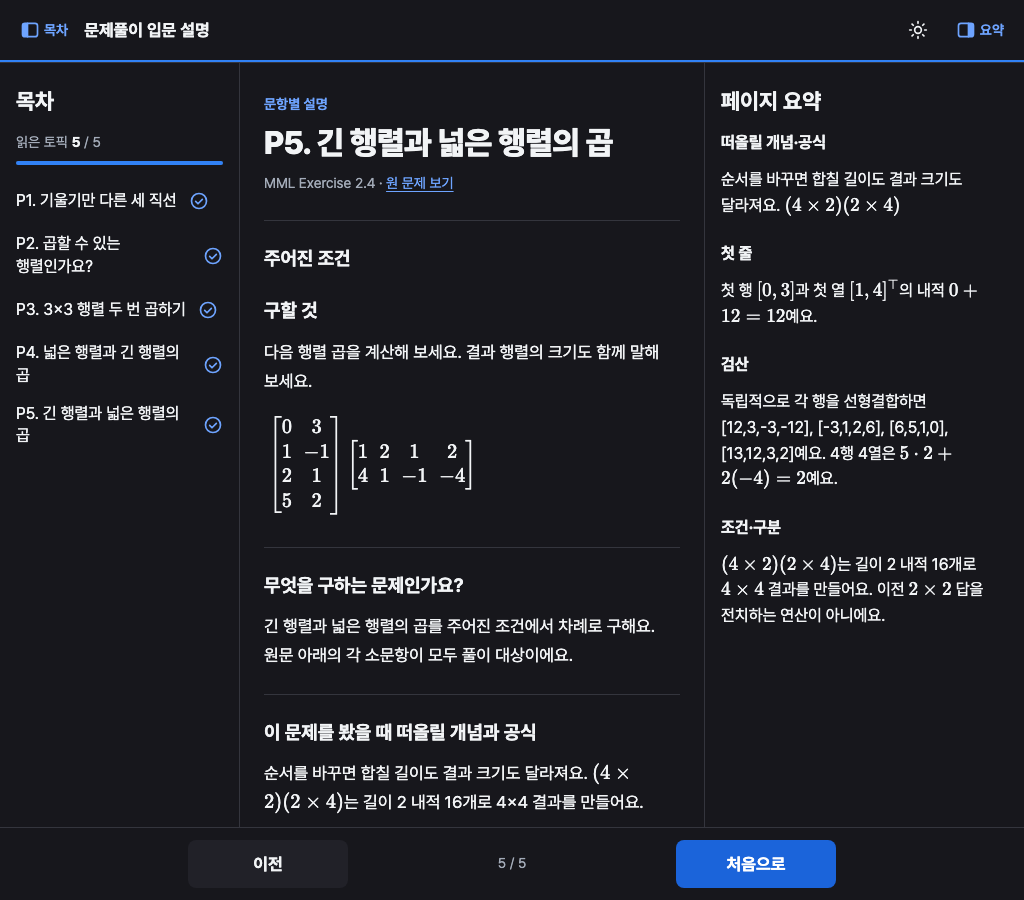 목차
문제풀이 입문 설명
요약
목차
읽은 토픽 5 / 5
P1. 기울기만 다른 세 직선
P2. 곱할 수 있는
행렬인가요?
P3. 3×3 행렬 두 번 곱하기
P4. 넓은 행렬과 긴 행렬의
곱
P5. 긴 행렬과 넓은 행렬의
곱
문항별 설명
P5. 긴 행렬과 넓은 행렬의 곱
MML Exercise 2.4 · 원 문제 보기
주어진 조건
구할 것
다음 행렬 곱을 계산해 보세요. 결과 행렬의 크기도 함께 말해
보세요.
[0 3
1 −1
2 1
5 2]
[1 2 1 2
4 1 −1 −4]
무엇을 구하는 문제인가요?
긴 행렬과 넓은 행렬의 곱를 주어진 조건에서 차례로 구해요.
원문 아래의 각 소문항이 모두 풀이 대상이에요.
이 문제를 봤을 때 떠올릴 개념과 공식
순서를 바꾸면 합칠 길이도 결과 크기도 달라져요. (4 ×
2)(2 × 4)는 길이 2 내적 16개로 4×4 결과를 만들어요.
페이지 요약
떠올릴 개념·공식
순서를 바꾸면 합칠 길이도 결과 크기도
달라져요. (4 × 2)(2 × 4)
첫 줄
첫 행 [0, 3]과 첫 열 [1, 4]⊤의 내적 0 +
12 = 12예요.
검산
독립적으로 각 행을 선형결합하면
[12,3,-3,-12], [-3,1,2,6], [6,5,1,0],
[13,12,3,2]예요. 4행 4열은 5 · 2 +
2(−4) = 2예요.
조건·구분
(4 × 2)(2 × 4)는 길이 2 내적 16개로
4 × 4 결과를 만들어요. 이전 2 × 2 답을
전치하는 연산이 아니에요.
이전
5 / 5
처음으로